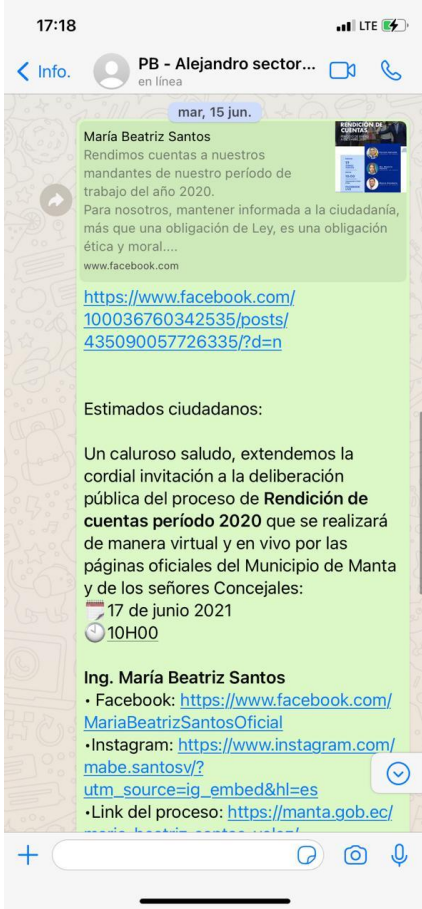 17:18
LTE
Info.
PB - Alejandro sector...
en línea
mar, 15 jun.
María Beatriz Santos
Rendimos cuentas a nuestros
mandantes de nuestro período de
trabajo del año 2020.
Para nosotros, mantener informada a la ciudadanía,
más que una obligación de Ley, es una obligación
ética y moral....
www.facebook.com
RENDICIÓN DE
CUENTAS
https://www.facebook.com/
100036760342535/posts/
435090057726335/?d=n
Estimados ciudadanos:
Un caluroso saludo, extendemos la
cordial invitación a la deliberación
pública del proceso de Rendición de
cuentas período 2020 que se realizará
de manera virtual y en vivo por las
páginas oficiales del Municipio de Manta
y de los señores Concejales:
17 de junio 2021
10H00
Ing. María Beatriz Santos
• Facebook: https://www.facebook.com/
MariaBeatrizSantosOficial
•Instagram: https://www.instagram.com/
mabe.santosv/?
utm_source=ig_embed&hl=es
•Link del proceso: https://manta.gob.ec/